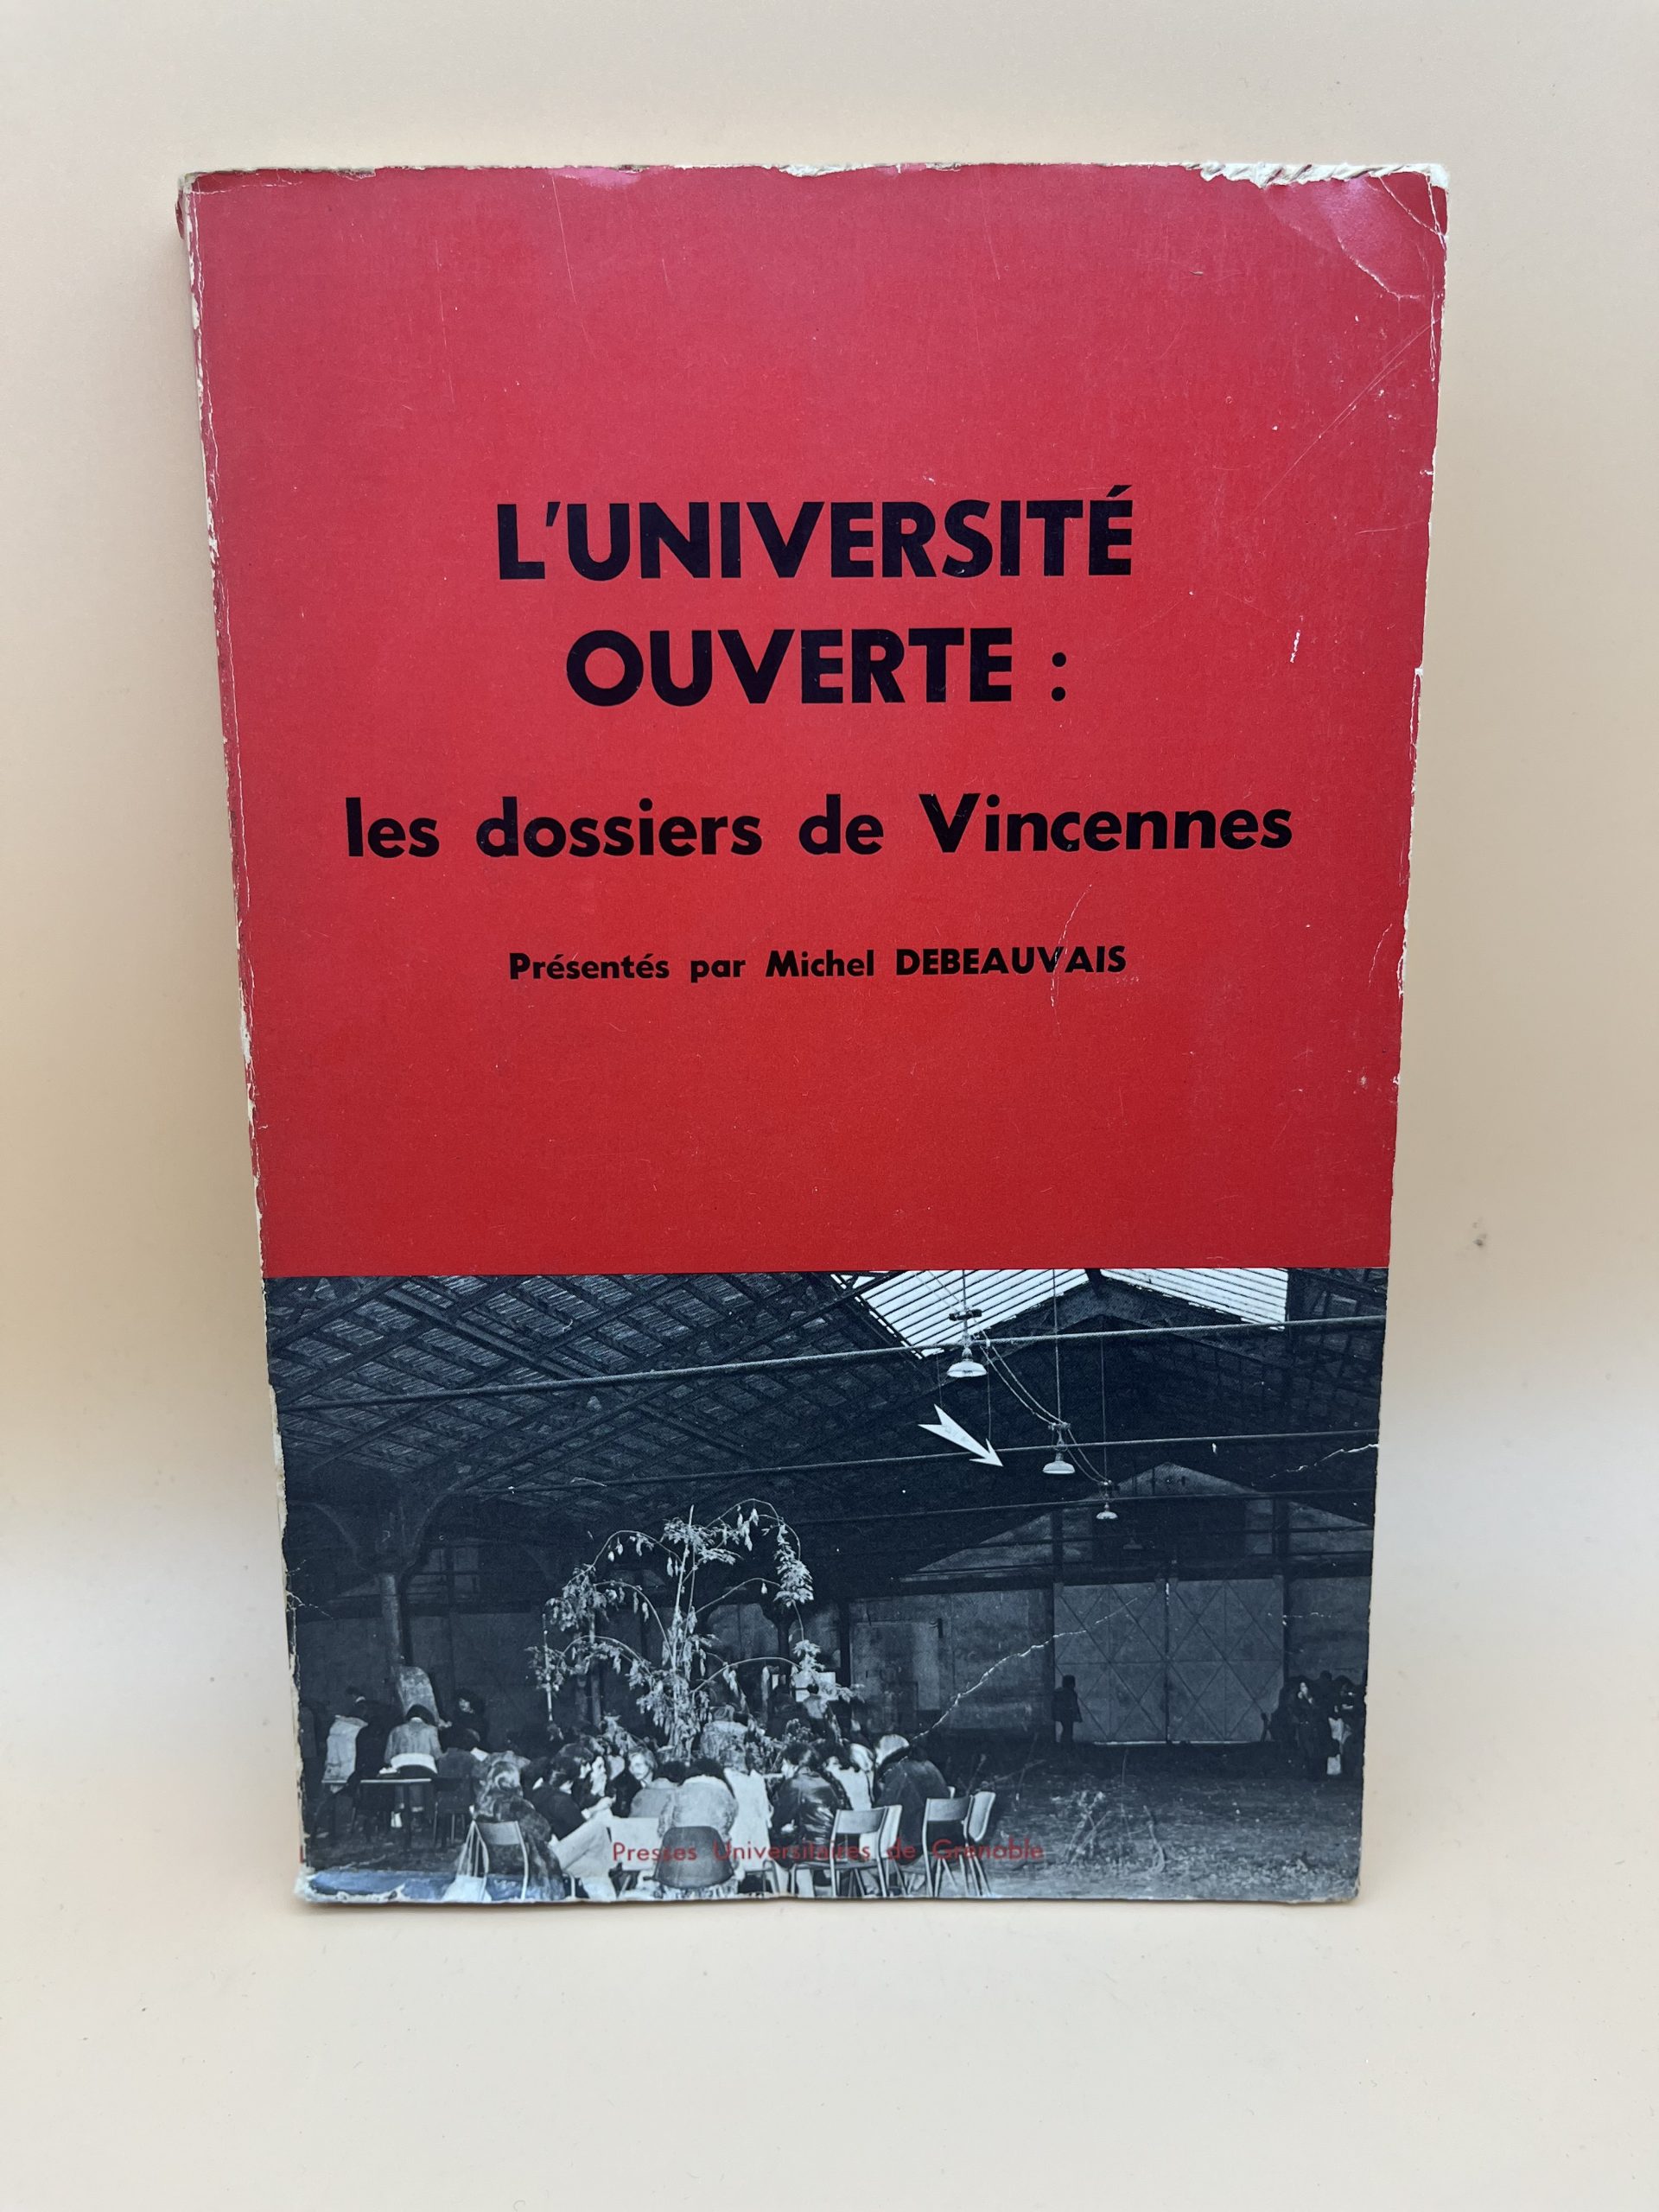 L'UNIVERSITÉ
OUVERTE :
les dossiers de Vincennes
Présentés par Michel DEBEAUVAIS
Presses Universitaires de Grenoble